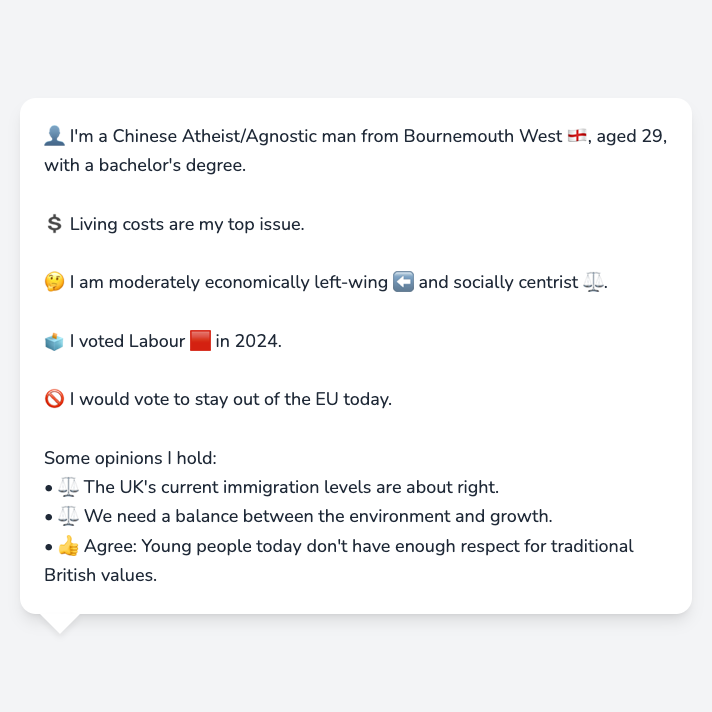 👤 I'm a Chinese Atheist/Agnostic man from Bournemouth West 🏴󠁧󠁢󠁥󠁮󠁧󠁿, aged 29,
with a bachelor's degree.
💲 Living costs are my top issue.
🤔 I am moderately economically left-wing ⬅️ and socially centrist ⚖️.
🗳️ I voted Labour 🟥 in 2024.
🚫 I would vote to stay out of the EU today.
Some opinions I hold:
• ⚖️ The UK's current immigration levels are about right.
• ⚖️ We need a balance between the environment and growth.
• 👍 Agree: Young people today don't have enough respect for traditional
British values.